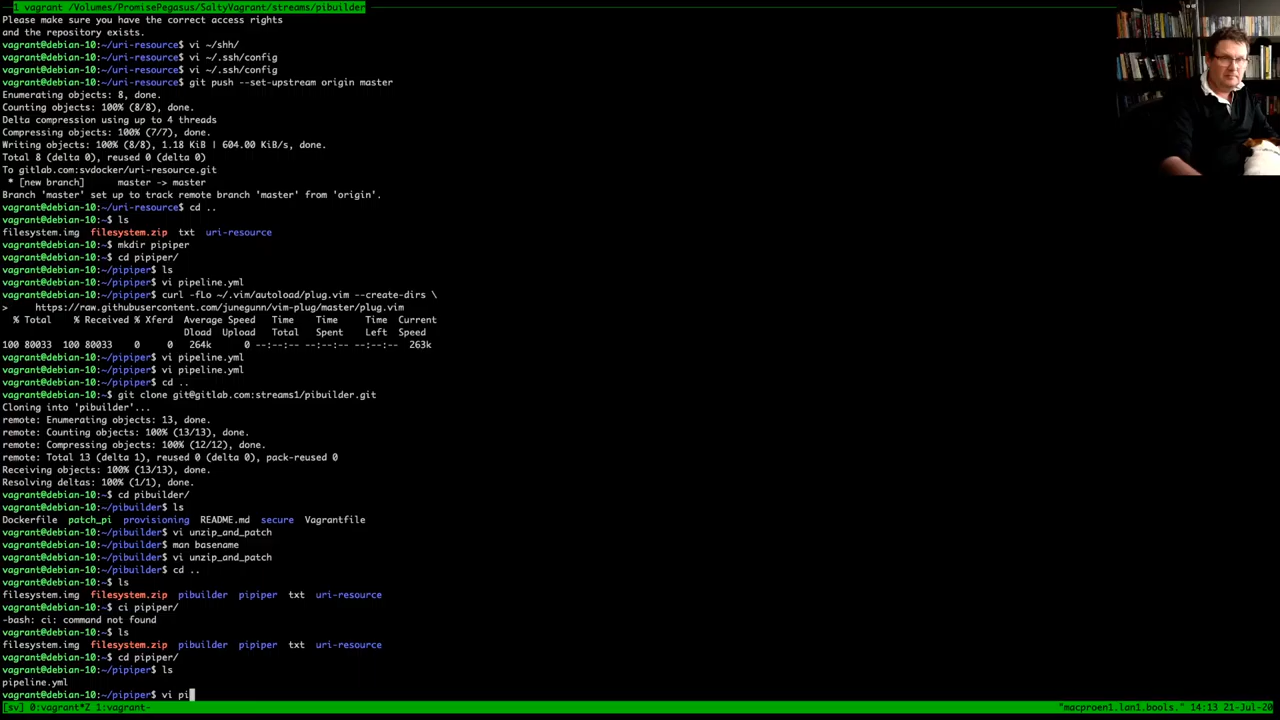 1 vagrant /Volumes/PromisePegasus/SaltyVagrant/streams/pibuilder
Please make sure you have the correct access rights
and the repository exists.
vagrant@debian-10:~/uri-resource$ vi ~/shh/
vagrant@debian-10:~/uri-resource$ vi ~/.ssh/config
vagrant@debian-10:~/uri-resource$ vi ~/.ssh/config
vagrant@debian-10:~/uri-resource$ git push --set-upstream origin master
Enumerating objects: 8, done.
Counting objects: 100% (8/8), done.
Delta compression using up to 4 threads
Compressing objects: 100% (7/7), done.
Writing objects: 100% (8/8), 1.18 KiB | 604.00 KiB/s, done.
Total 8 (delta 0), reused 0 (delta 0)
To gitlab.com:svdocker/uri-resource.git
 * [new branch]      master -> master
Branch 'master' set up to track remote branch 'master' from 'origin'.
vagrant@debian-10:~/uri-resource$ cd ..
vagrant@debian-10:~$ ls
filesystem.img  filesystem.zip  txt  uri-resource
vagrant@debian-10:~$ mkdir pipiper
vagrant@debian-10:~$ cd pipiper/
vagrant@debian-10:~/pipiper$ ls
vagrant@debian-10:~/pipiper$ vi pipeline.yml
vagrant@debian-10:~/pipiper$ curl -fLo ~/.vim/autoload/plug.vim --create-dirs \
>     https://raw.githubusercontent.com/junegunn/vim-plug/master/plug.vim
  % Total    % Received % Xferd  Average Speed   Time    Time     Time  Current
                                 Dload  Upload   Total   Spent    Left  Speed
100 80033  100 80033    0     0   264k      0 --:--:-- --:--:-- --:--:--  263k
vagrant@debian-10:~/pipiper$ vi pipeline.yml
vagrant@debian-10:~/pipiper$ vi pipeline.yml
vagrant@debian-10:~/pipiper$ cd ..
vagrant@debian-10:~$ git clone git@gitlab.com:streams1/pibuilder.git
Cloning into 'pibuilder'...
remote: Enumerating objects: 13, done.
remote: Counting objects: 100% (13/13), done.
remote: Compressing objects: 100% (12/12), done.
remote: Total 13 (delta 1), reused 0 (delta 0), pack-reused 0
Receiving objects: 100% (13/13), done.
Resolving deltas: 100% (1/1), done.
vagrant@debian-10:~$ cd pibuilder/
vagrant@debian-10:~/pibuilder$ ls
Dockerfile  patch_pi  provisioning  README.md  secure  Vagrantfile
vagrant@debian-10:~/pibuilder$ vi unzip_and_patch
vagrant@debian-10:~/pibuilder$ man basename
vagrant@debian-10:~/pibuilder$ vi unzip_and_patch
vagrant@debian-10:~/pibuilder$ cd ..
vagrant@debian-10:~$ ls
filesystem.img  filesystem.zip  pibuilder  pipiper  txt  uri-resource
vagrant@debian-10:~$ ci pipiper/
-bash: ci: command not found
vagrant@debian-10:~$ ls
filesystem.img  filesystem.zip  pibuilder  pipiper  txt  uri-resource
vagrant@debian-10:~$ cd pipiper/
vagrant@debian-10:~/pipiper$ ls
pipeline.yml
vagrant@debian-10:~/pipiper$ vi pi
[sv] 0:vagrant*Z 1:vagrant- "macproen1.lan1.bools." 14:13 21-Jul-20